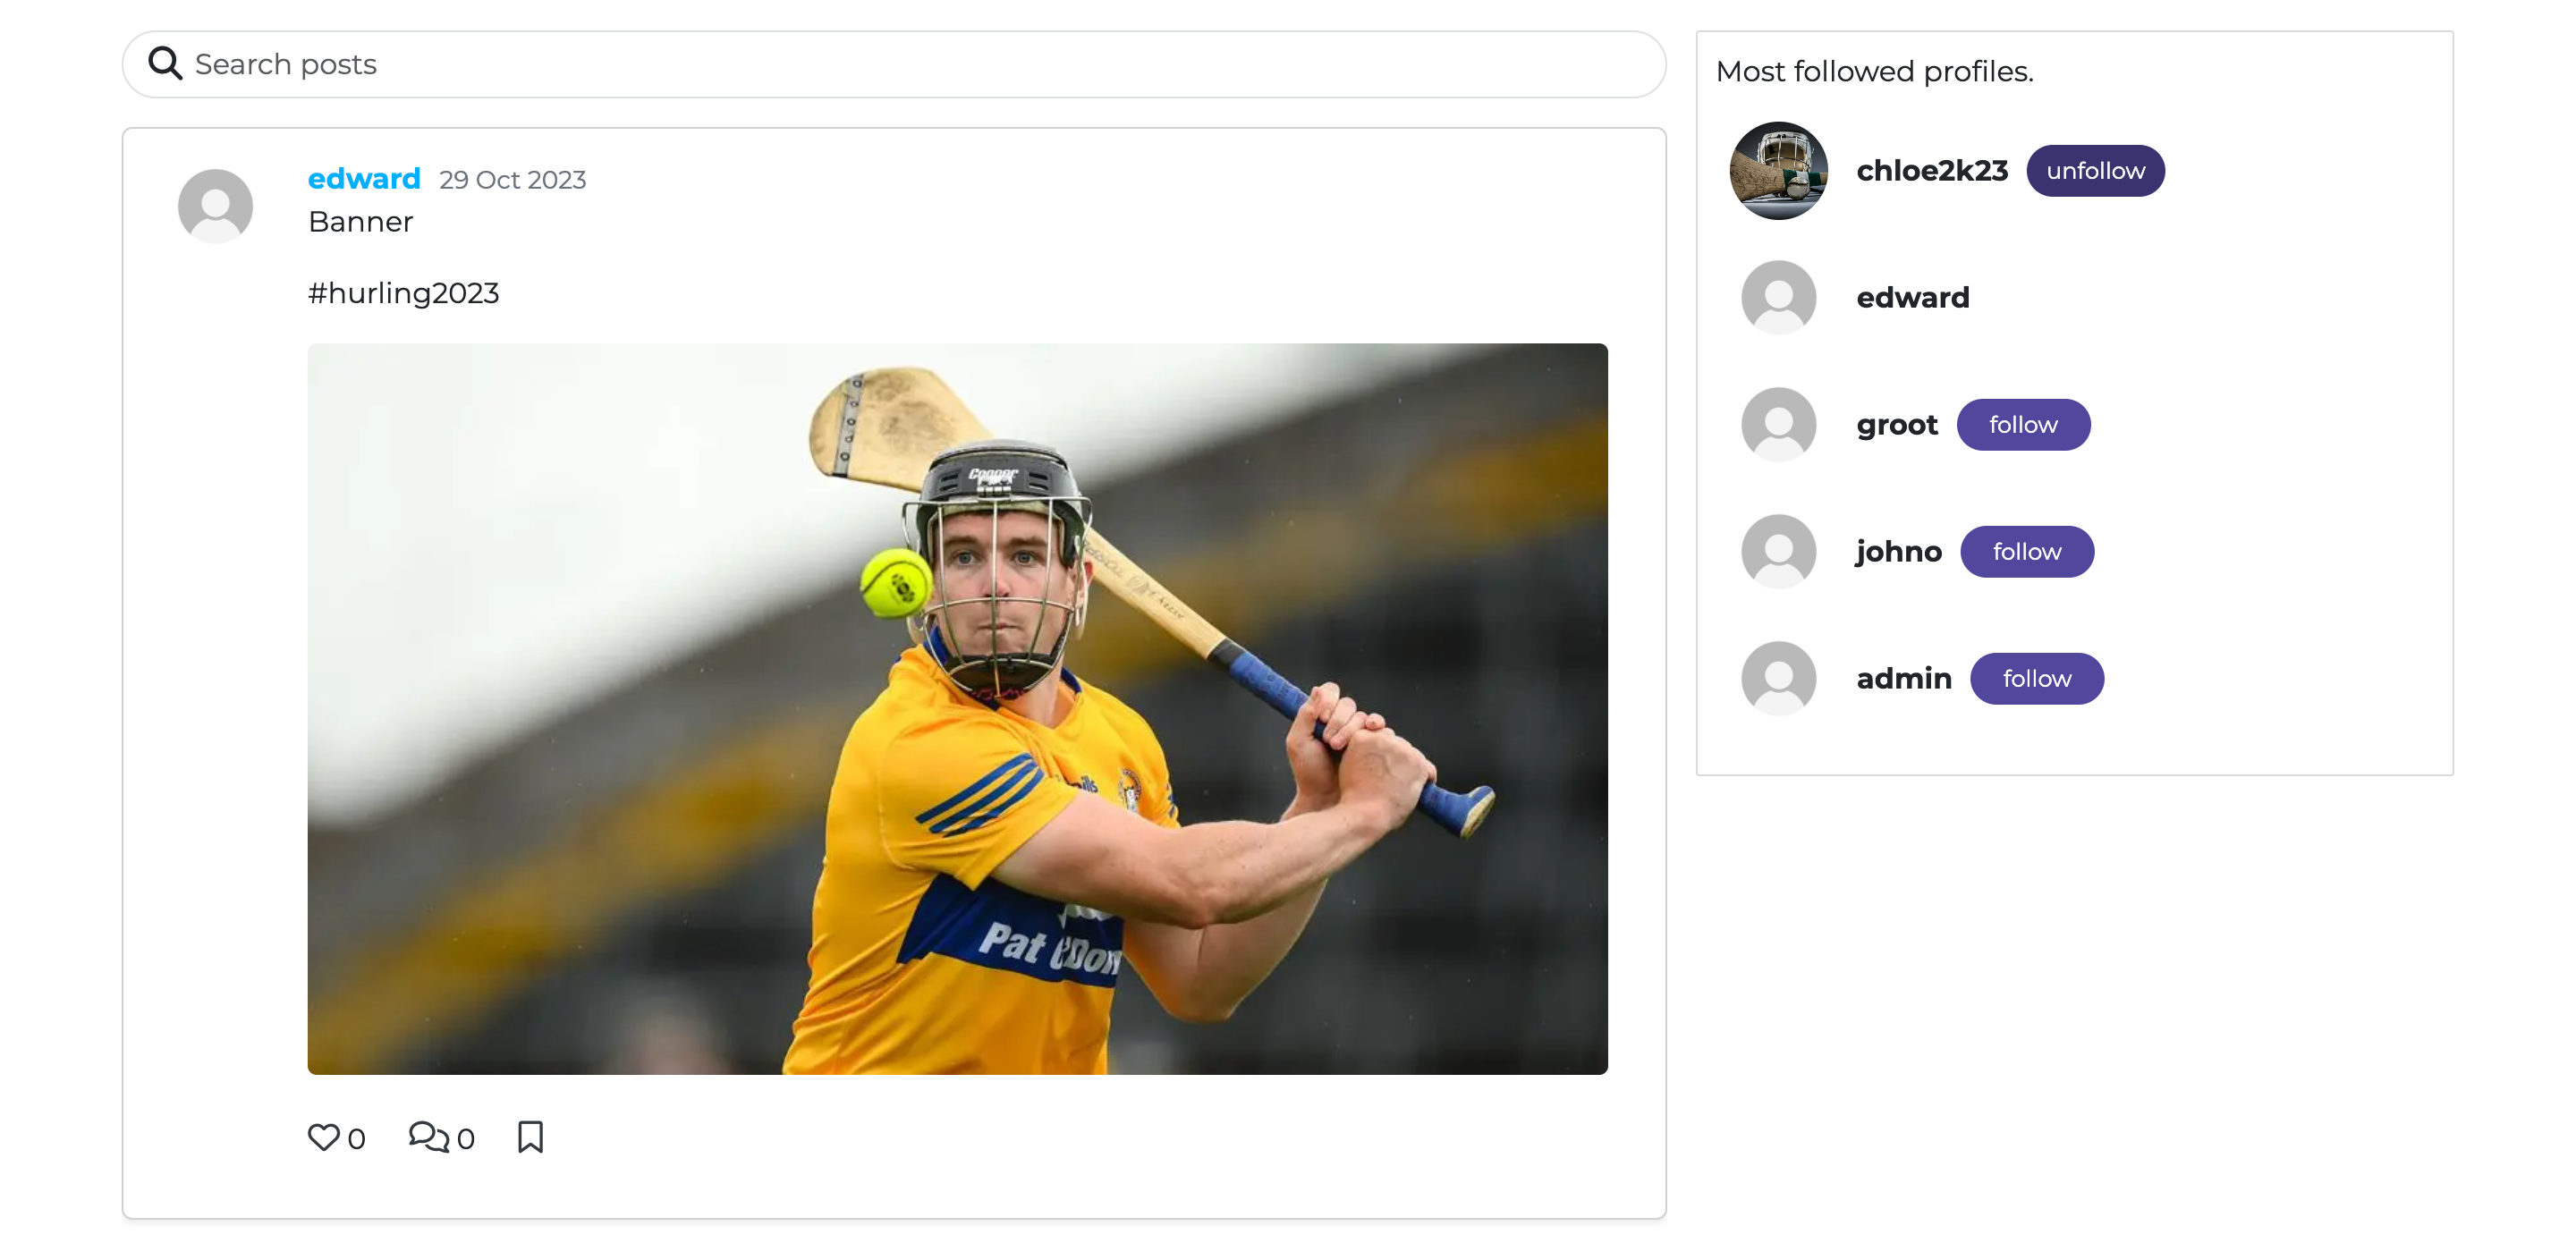 Search posts
edward 29 Oct 2023
Banner
#hurling2023
Cooper
Pat O'Don
0 0
Most followed profiles.
chloe2k23 unfollow
edward
groot follow
johno follow
admin follow